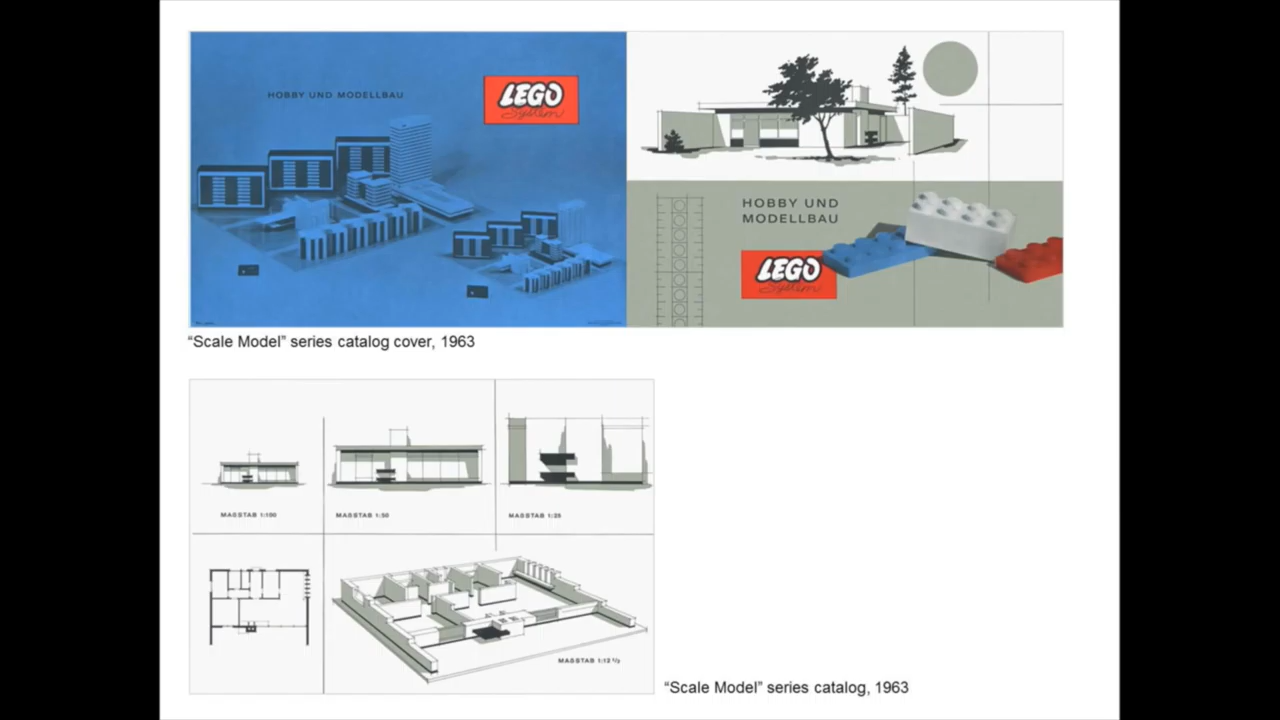 HOBBY UND MODELLBAU
LEGO
System
HOBBY UND
MODELLBAU
LEGO
System
“Scale Model” series catalog cover, 1963
MASSTAB 1:100
MASSTAB 1:50
MASSTAB 1:25
MASSTAB 1:12 ½
“Scale Model” series catalog, 1963